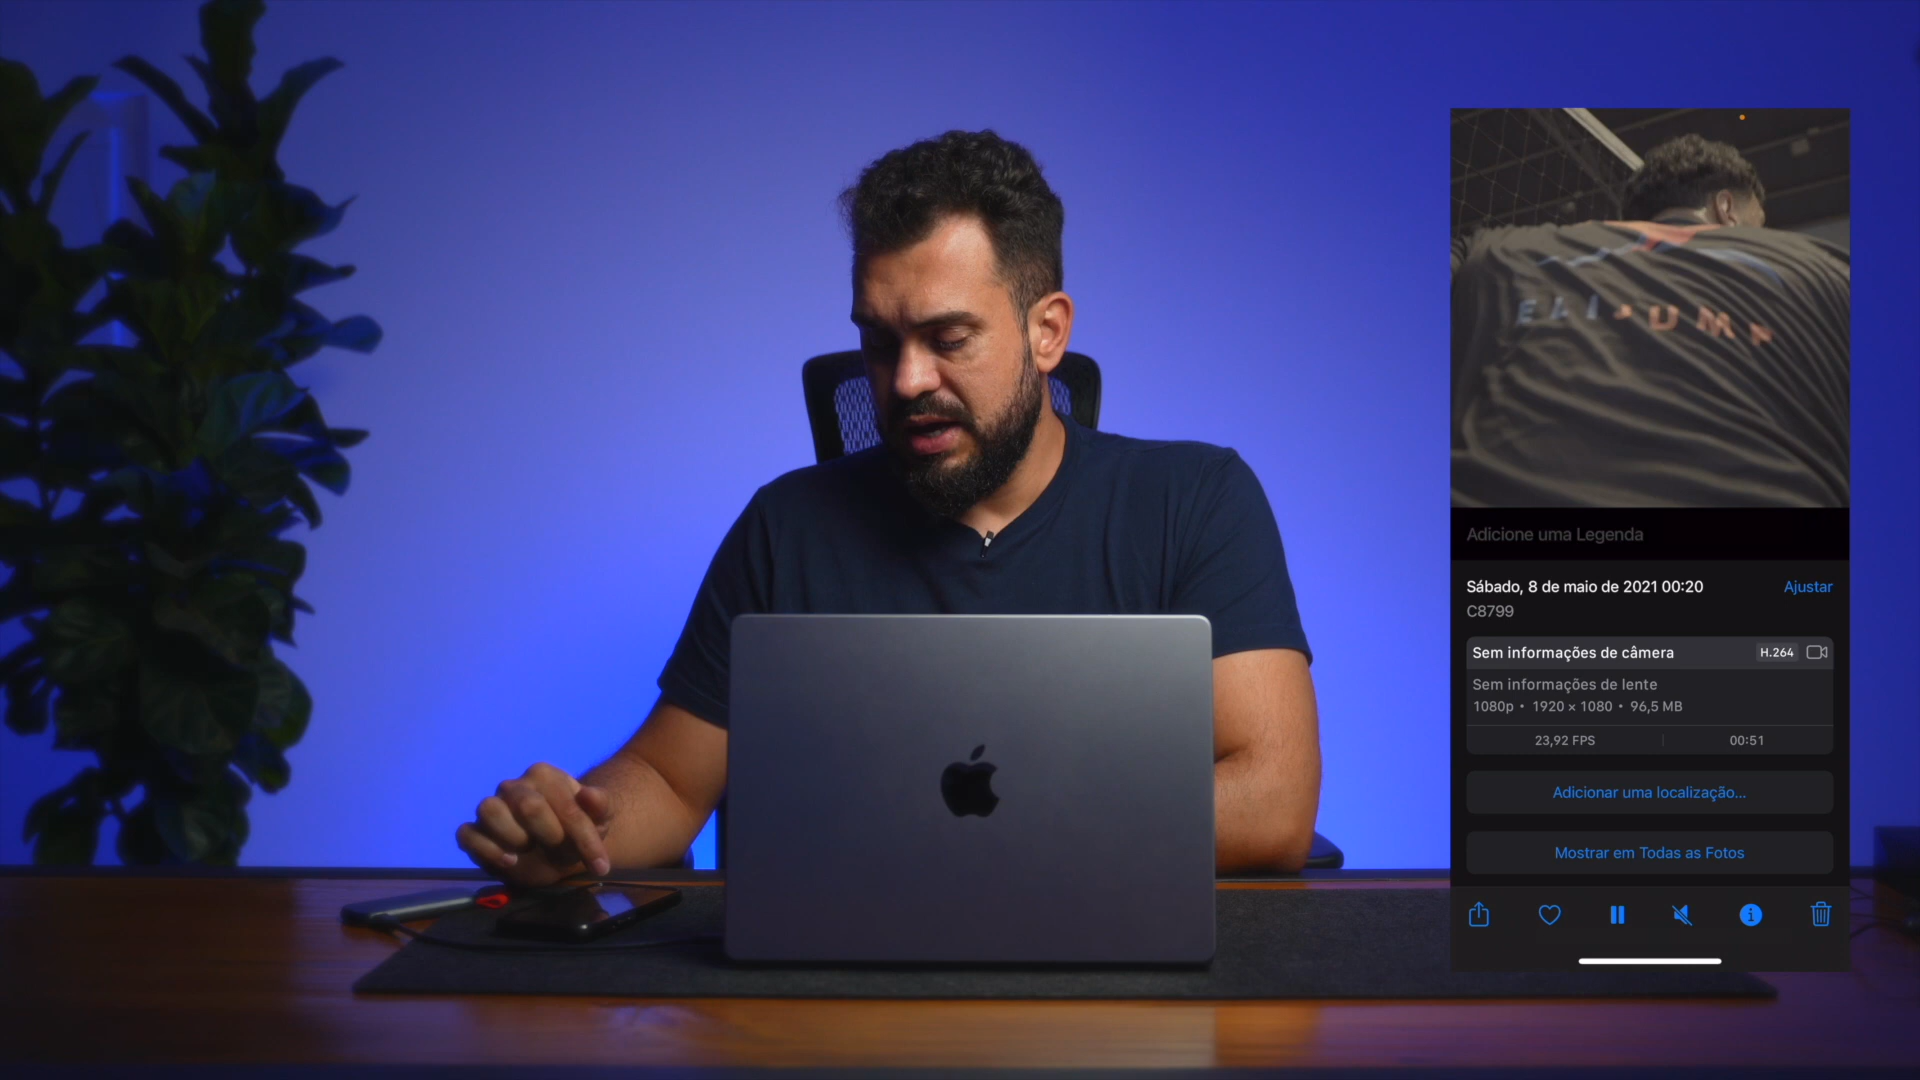 Adicione uma Legenda
Sábado, 8 de maio de 2021 00:20
Ajustar
C8799
Sem informações de câmera
H.264
Sem informações de lente
1080p • 1920 × 1080 • 96,5 MB
23,92 FPS
00:51
Adicionar uma localização...
Mostrar em Todas as Fotos